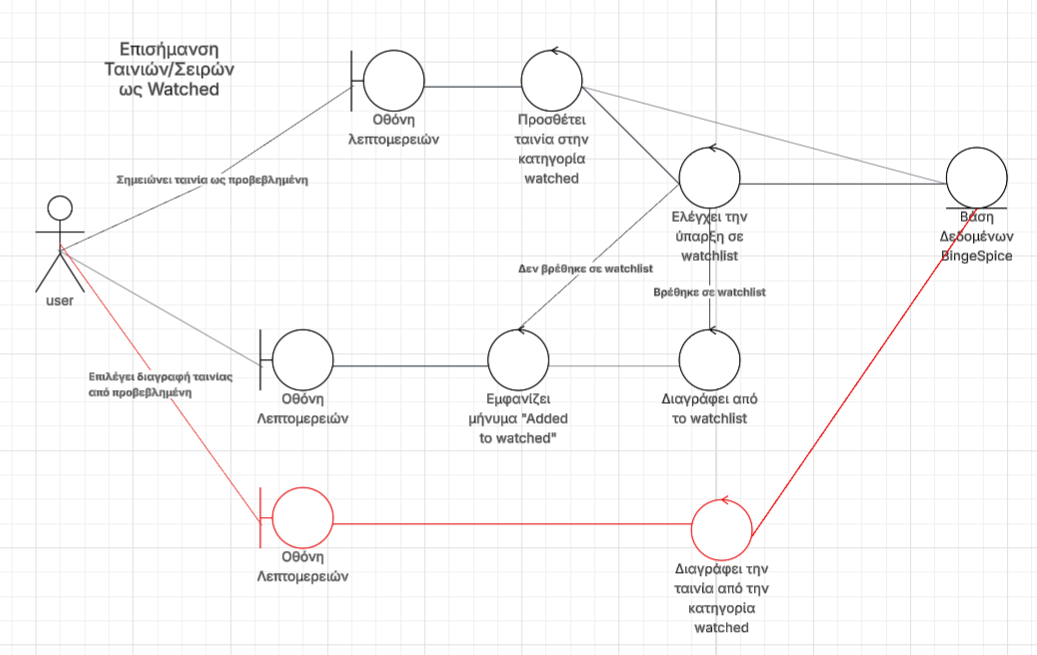 Επισήμανση
Ταινιών/Σειρών
ως Watched
Οθόνη
λεπτομερειών
Προσθέτει
ταινία στην
κατηγορία
watched
Σημειώνει ταινία ως προβεβλημένη
Ελέγχει την
ύπαρξη σε
watchlist
Βάση
Δεδομένων
BingeSpice
user
Δεν βρέθηκε σε watchlist
Βρέθηκε σε watchlist
Επιλέγει διαγραφή ταινίας
από προβεβλημένη
Οθόνη
Λεπτομερειών
Εμφανίζει
μήνυμα "Added
to watched"
Διαγράφει από
το watchlist
Οθόνη
Λεπτομερειών
Διαγράφει την
ταινία από την
κατηγορία
watched